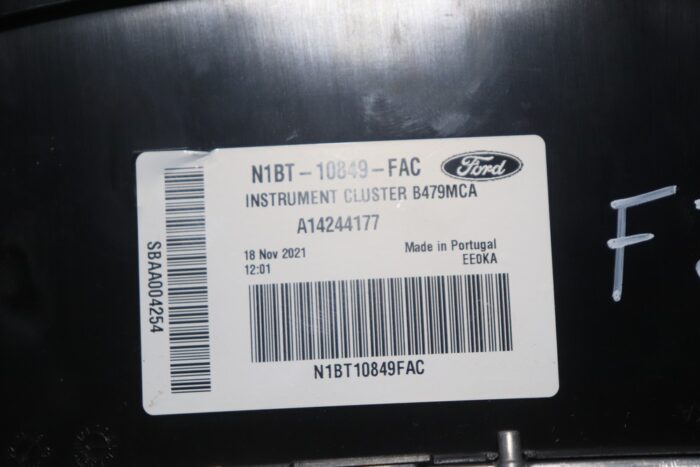 N1BT-10849-FAC Ford
INSTRUMENT CLUSTER B479MCA
A14244177
18 Nov 2021 Made in Portugal
12:01 EE0KA
N1BT10849FAC
SBAA004254
F